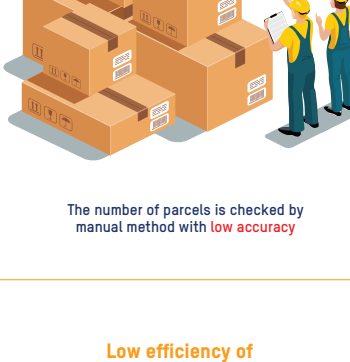 The number of parcels is checked by
manual method with low accuracy
Low efficiency of